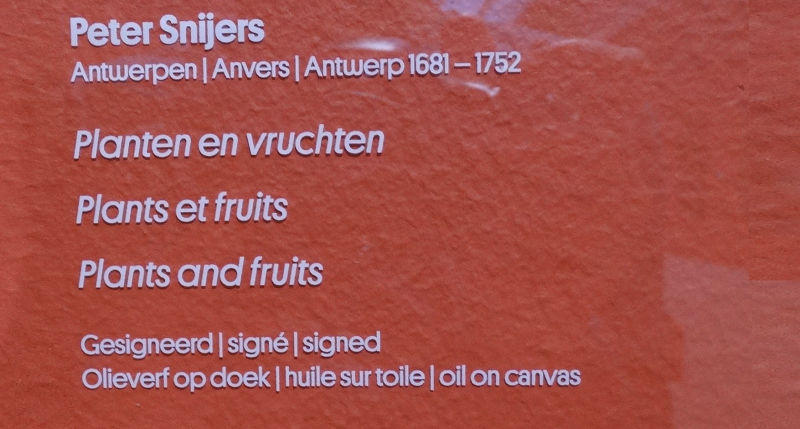 Peter Snijers
Antwerpen | Anvers | Antwerp 1681 – 1752
Planten en vruchten
Plants et fruits
Plants and fruits
Gesigneerd | signé | signed
Olieverf op doek | huile sur toile | oil on canvas